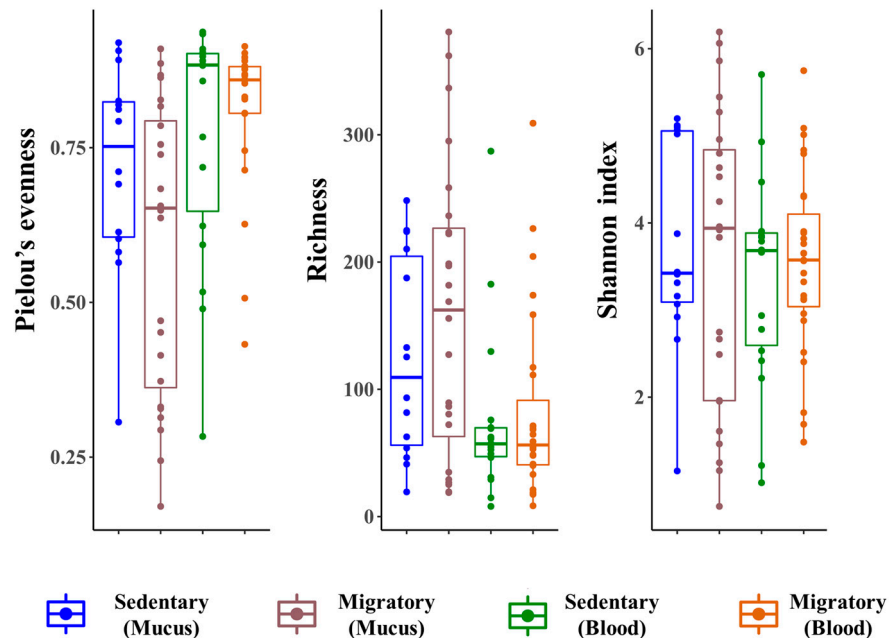 Pielou's evenness
0.75
0.50
0.25
Richness
300
200
100
0
Shannon index
6
4
2
Sedentary
(Mucus)
Migratory
(Mucus)
Sedentary
(Blood)
Migratory
(Blood)